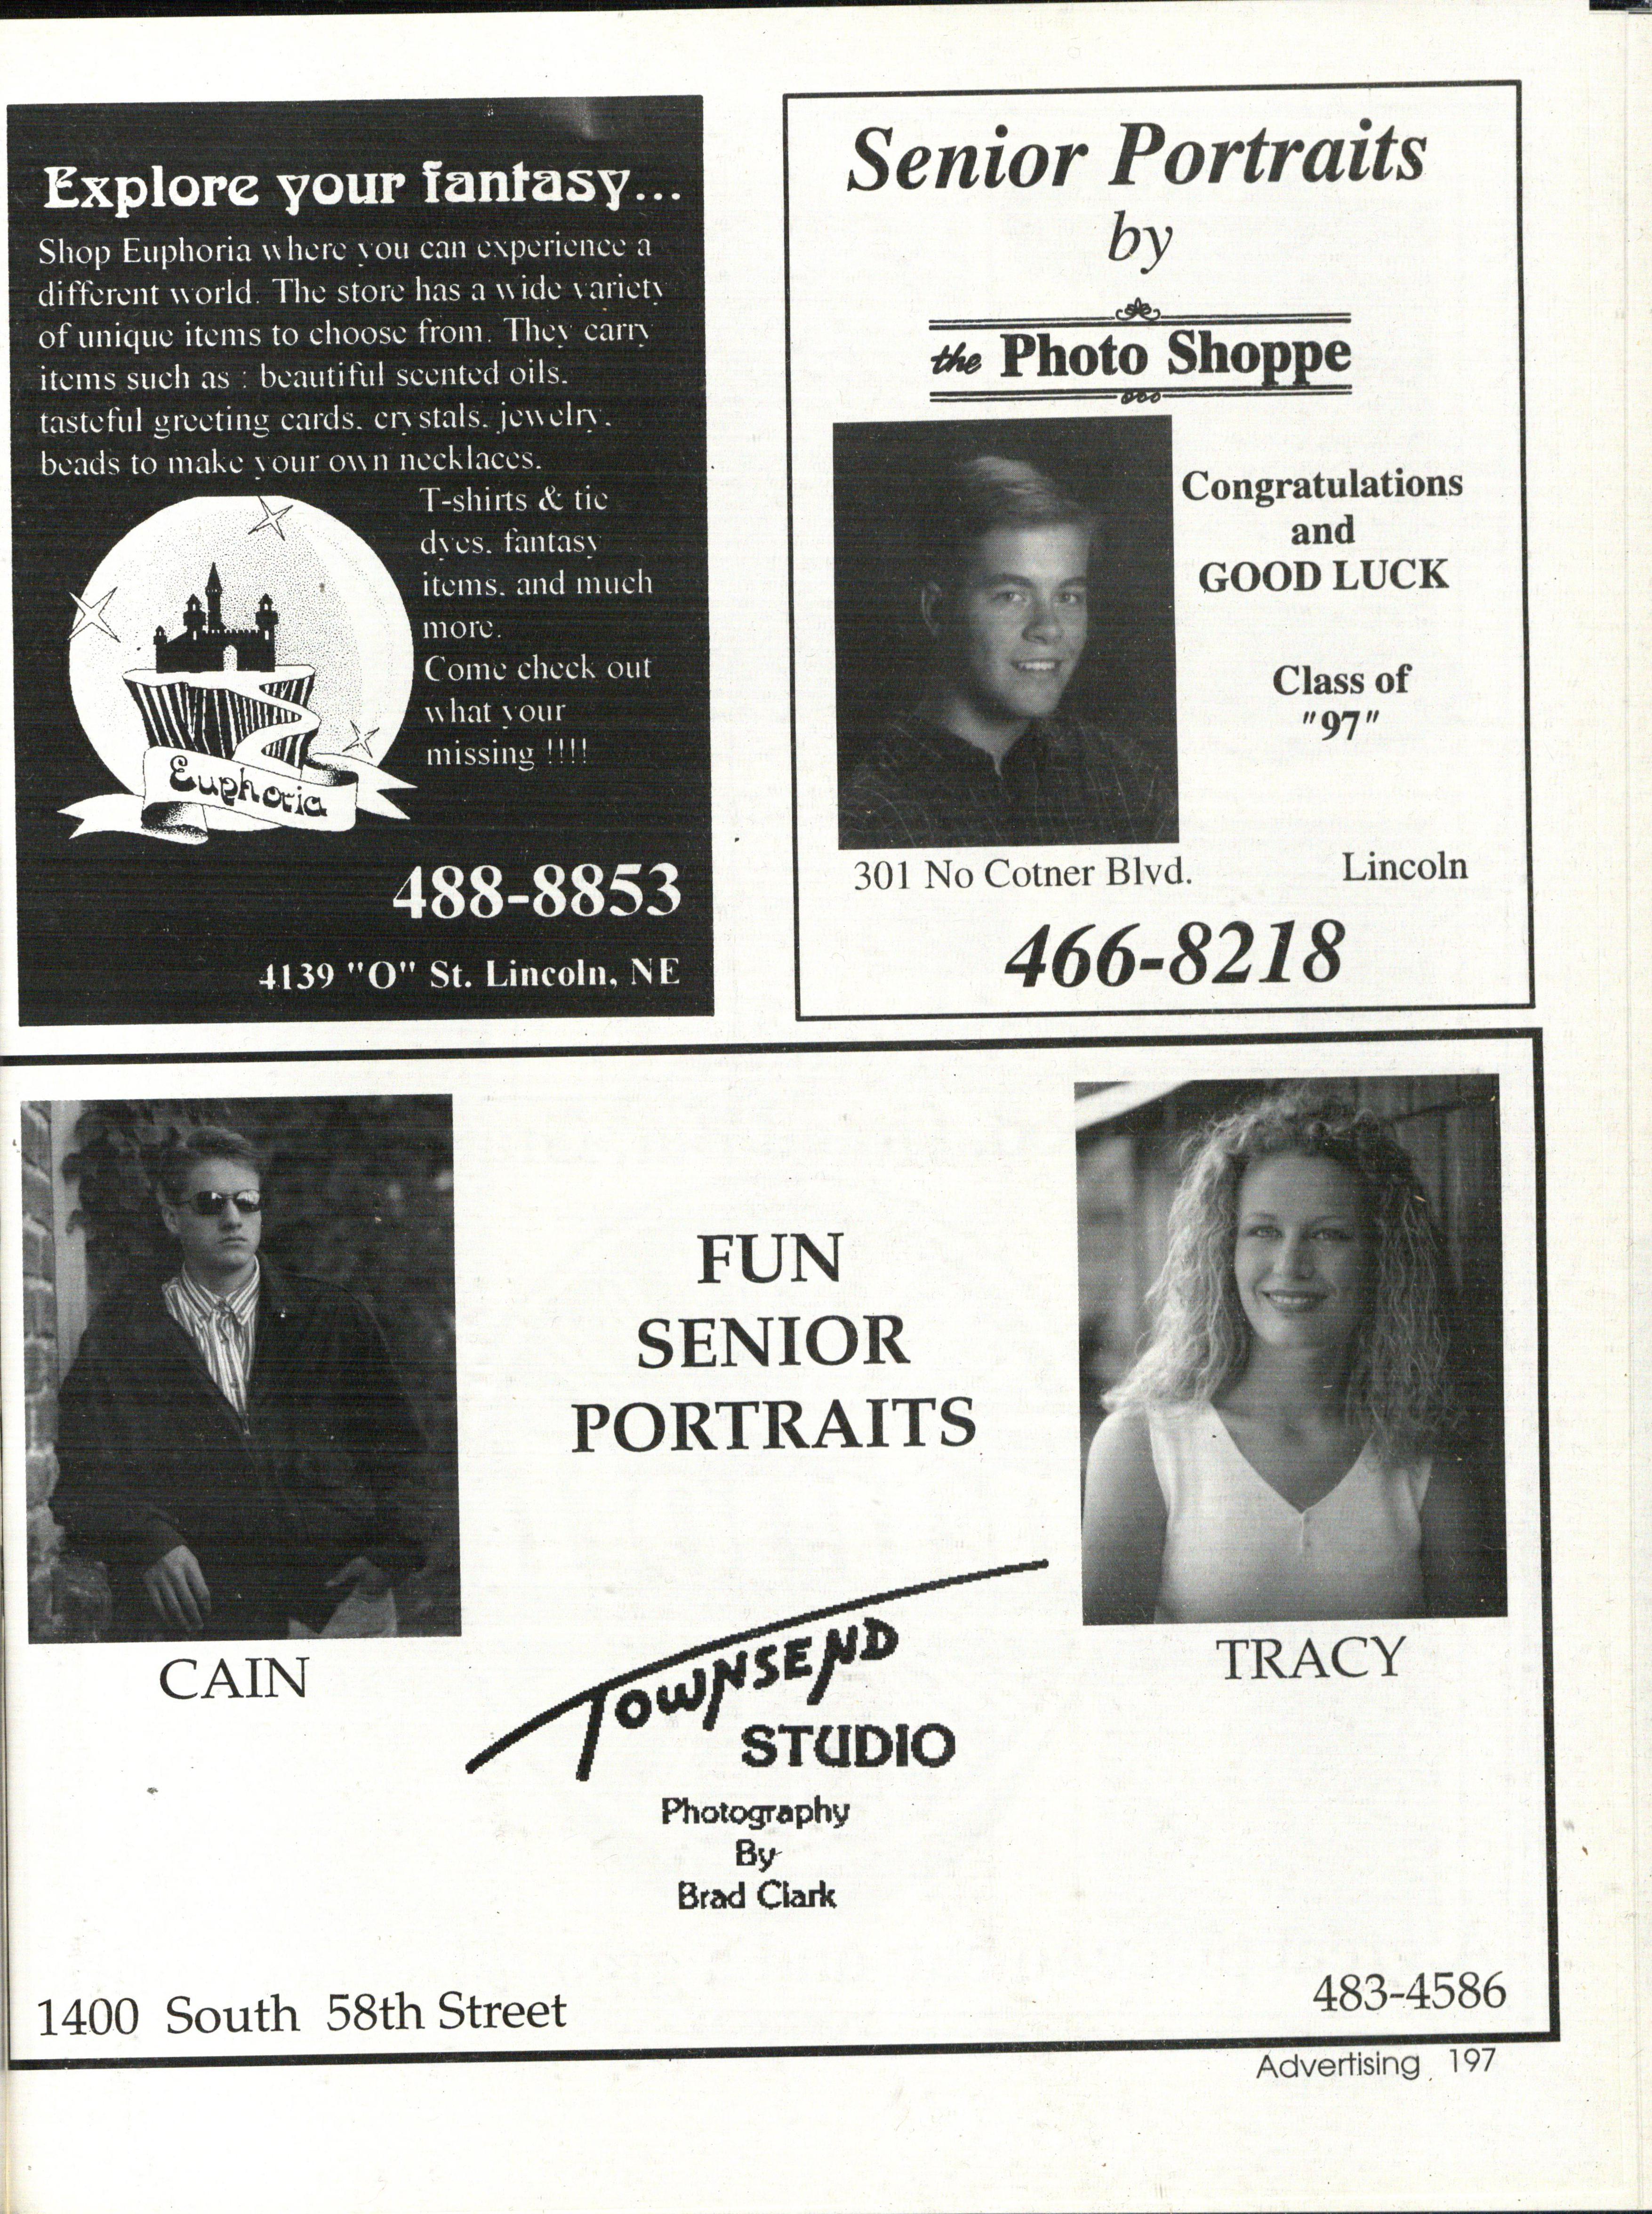 Explore your fantasy...
Shop Euphoria where you can experience a
different world. The store has a wide variety
of unique items to choose from. They carry
items such as : beautiful scented oils.
tasteful greeting cards. crystals. jewelry.
beads to make your own necklaces.
T-shirts & tie
dyes. fantasy
items. and much
more.
Come check out
what your
missing !!!!
Euphoria
488-8853
4139 "O" St. Lincoln, NE
Senior Portraits
by
the Photo Shoppe
Congratulations
and
GOOD LUCK
Class of
"97"
301 No Cotner Blvd. Lincoln
466-8218
FUN
SENIOR
PORTRAITS
CAIN
TRACY
TOWNSEND
STUDIO
Photography
By
Brad Clark
1400 South 58th Street
483-4586
Advertising 197